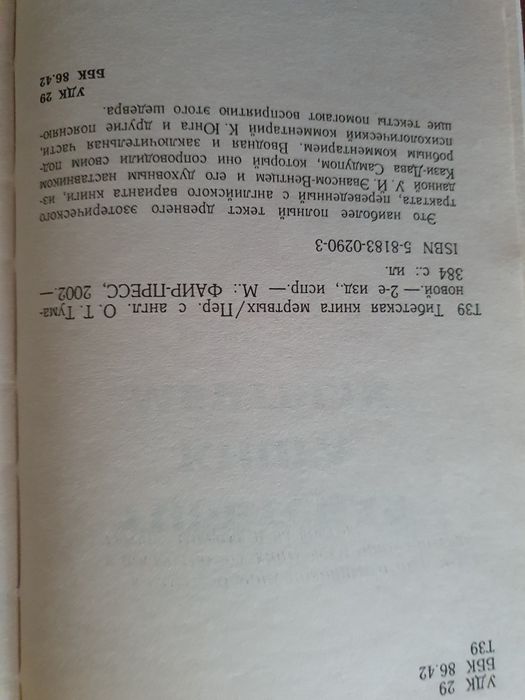 УДК 29
ББК 86.42
Т39
Т39 Тибетская книга мертвых/Пер. с англ. О. Т. Тума-
новой.— 2-е изд., испр.— М.: ФАИР-ПРЕСС, 2002.—
384 с.: ил.
ISBN 5-8183-0290-3
Это наиболее полный текст древнего эзотерического
трактата, переведенный с английского варианта книги, из-
данной У. И. Эвансом-Вентцем и его духовным наставником
Кази-Дава Самдупом, который они сопроводили своим под-
робным комментарием. Вводная и заключительная части,
психологический комментарий К. Юнга и другие поясняю-
щие тексты помогают восприятию этого шедевра.
УДК 29
ББК 86.42